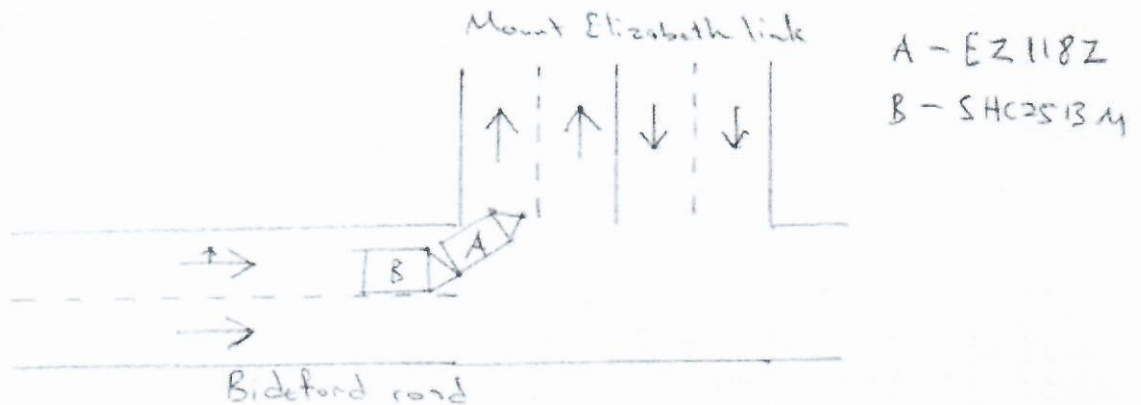 Mount Elizabeth link
A - EZ118Z
B - SHC2513M
B
A
Bideford road